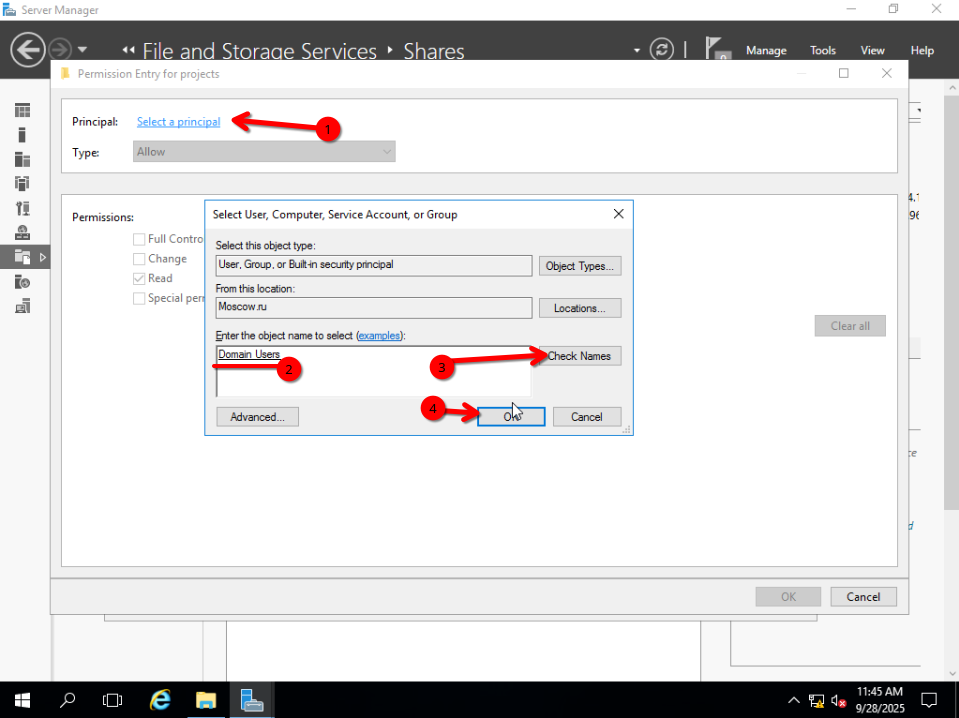 Server Manager
File and Storage Services Shares
Manage Tools View Help
Permission Entry for projects
Principal: Select a principal
1
Type: Allow
Permissions:
Full Contro
Change
Read
Special perr
Select User, Computer, Service Account, or Group
Select this object type:
User, Group, or Built-in security principal
Object Types...
From this location:
Moscow.ru
Locations...
Enter the object name to select (examples):
Domain Users
2
3
Check Names
4
Advanced...
OK
Cancel
Clear all
OK
Cancel
11:45 AM
9/28/2025